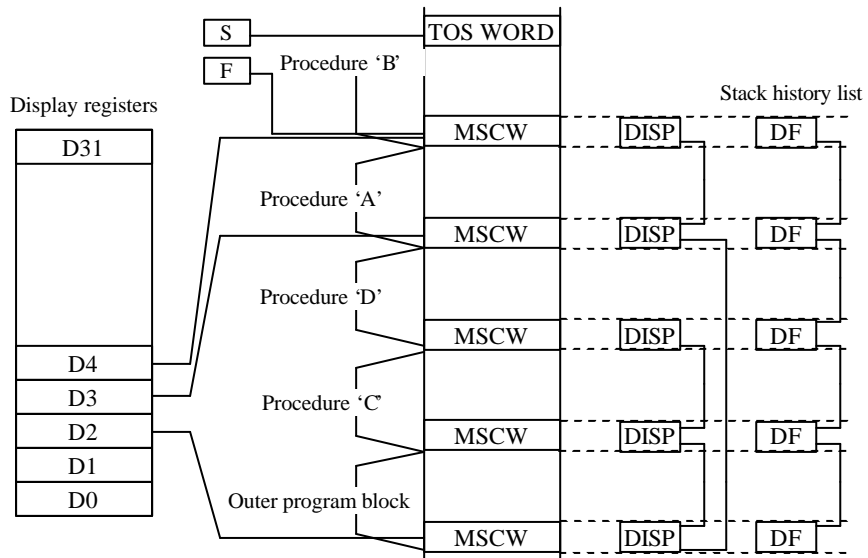 S TOS WORD
F Procedure ‘B’
Display registers Stack history list
D31 MSCW DISP DF
Procedure ‘A’
MSCW DISP DF
Procedure ‘D’
D4 MSCW DISP DF
D3 Procedure ‘C’
D2 MSCW DISP DF
D1
D0 Outer program block
MSCW DISP DF